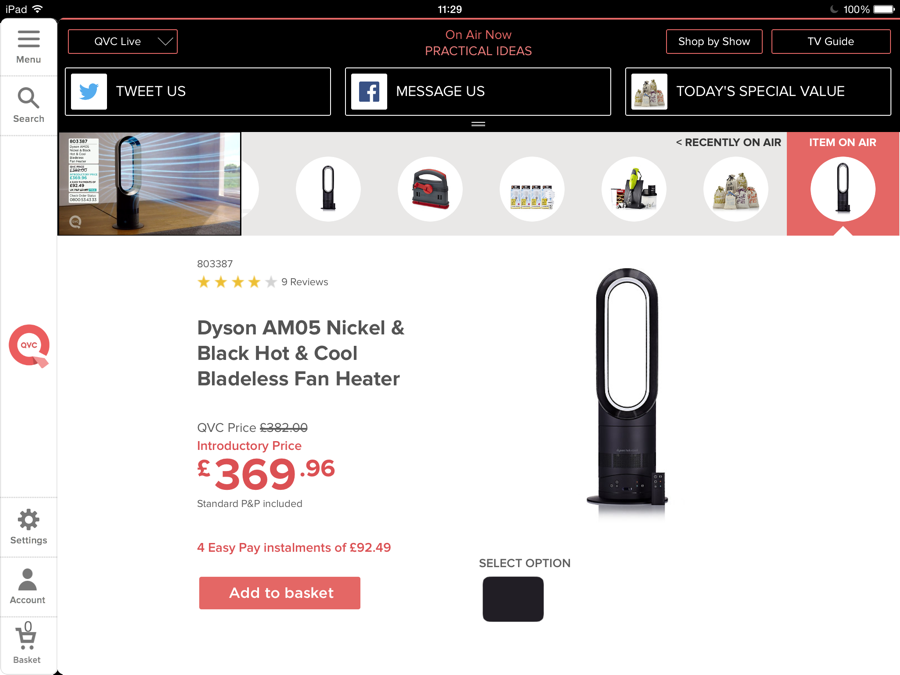 iPad
11:29
100%
Menu
Search
QVC Live
On Air Now
PRACTICAL IDEAS
Shop by Show
TV Guide
TWEET US
MESSAGE US
TODAY'S SPECIAL VALUE
803387
< RECENTLY ON AIR
ITEM ON AIR
803387
9 Reviews
Dyson AM05 Nickel &
Black Hot & Cool
Bladeless Fan Heater
QVC Price £382.00
Introductory Price
£369.96
Standard P&P included
4 Easy Pay instalments of £92.49
Add to basket
SELECT OPTION
QVC
Settings
Account
0
Basket